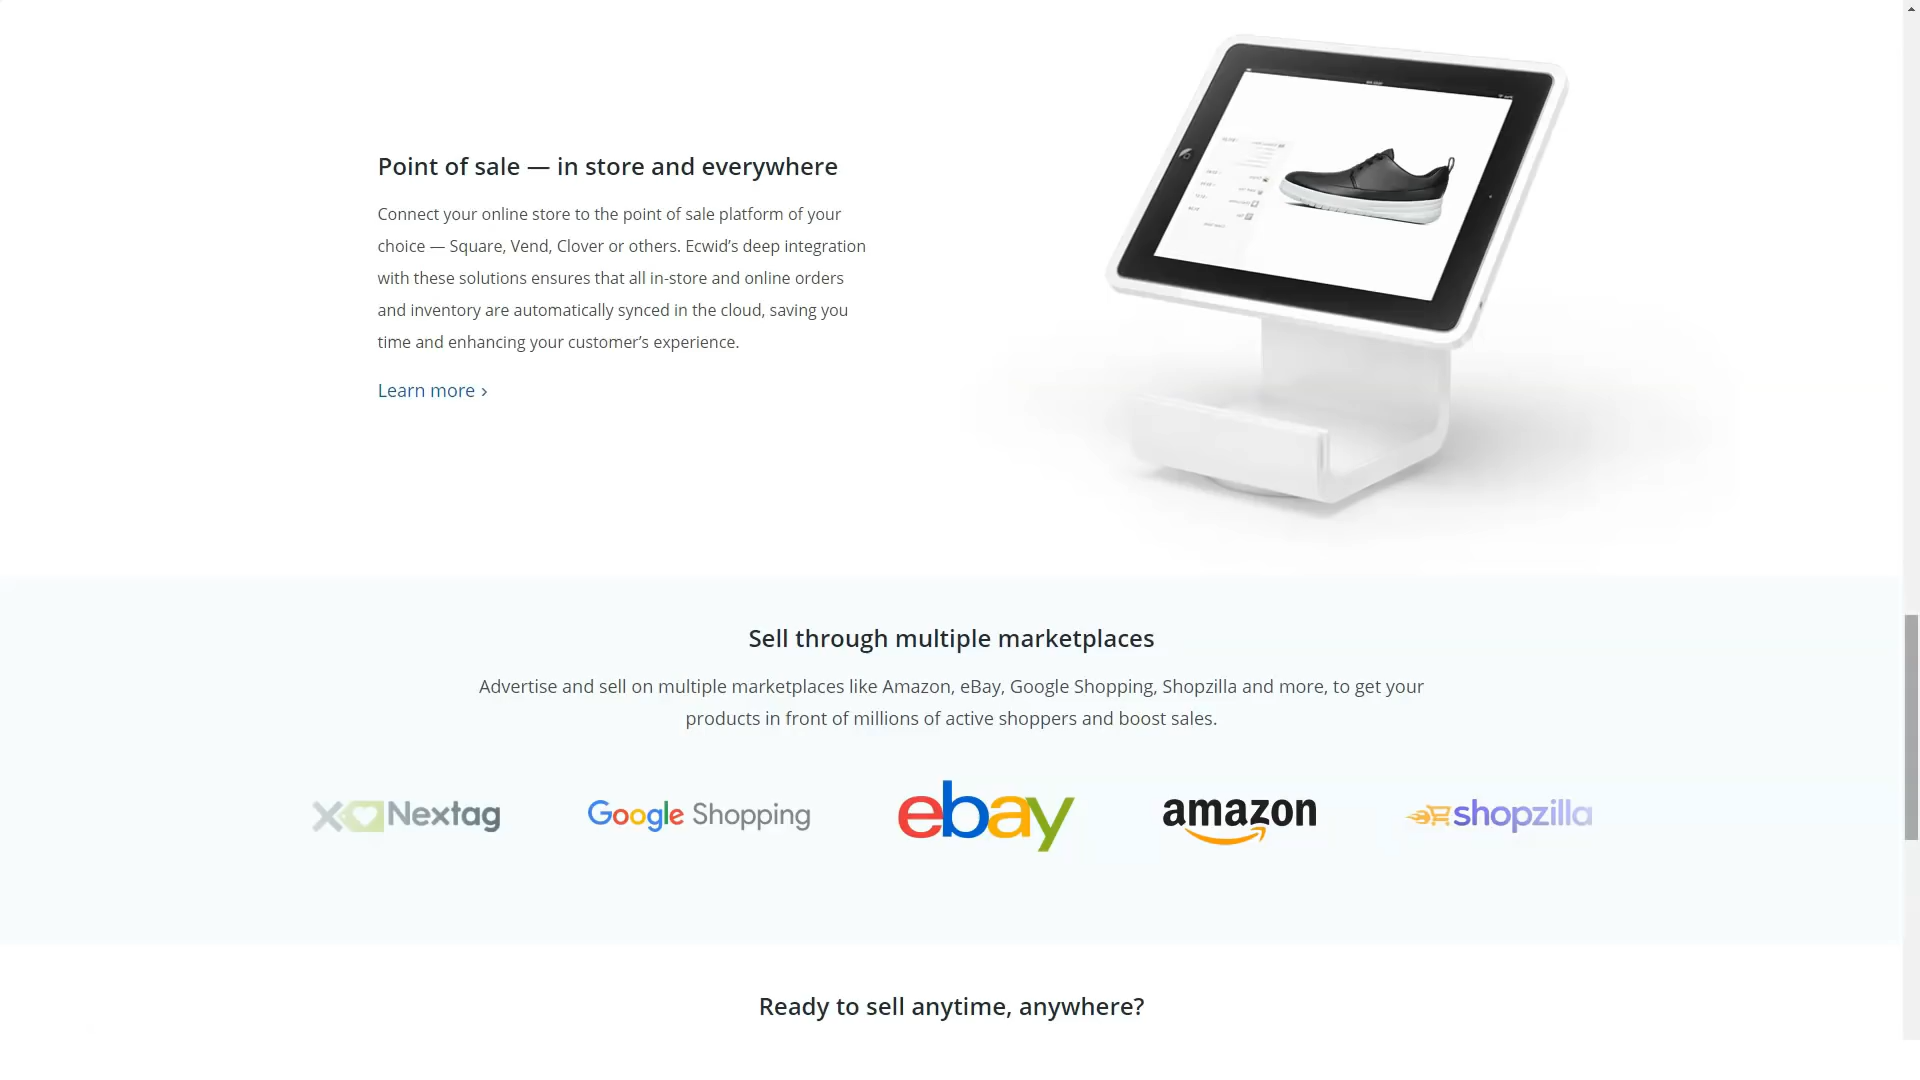 Point of sale — in store and everywhere
Connect your online store to the point of sale platform of your
choice — Square, Vend, Clover or others. Ecwid’s deep integration
with these solutions ensures that all in-store and online orders
and inventory are automatically synced in the cloud, saving you
time and enhancing your customer’s experience.
Learn more ›
Sell through multiple marketplaces
Advertise and sell on multiple marketplaces like Amazon, eBay, Google Shopping, Shopzilla and more, to get your
products in front of millions of active shoppers and boost sales.
Nextag
Google Shopping
ebay
amazon
shopzilla
Ready to sell anytime, anywhere?